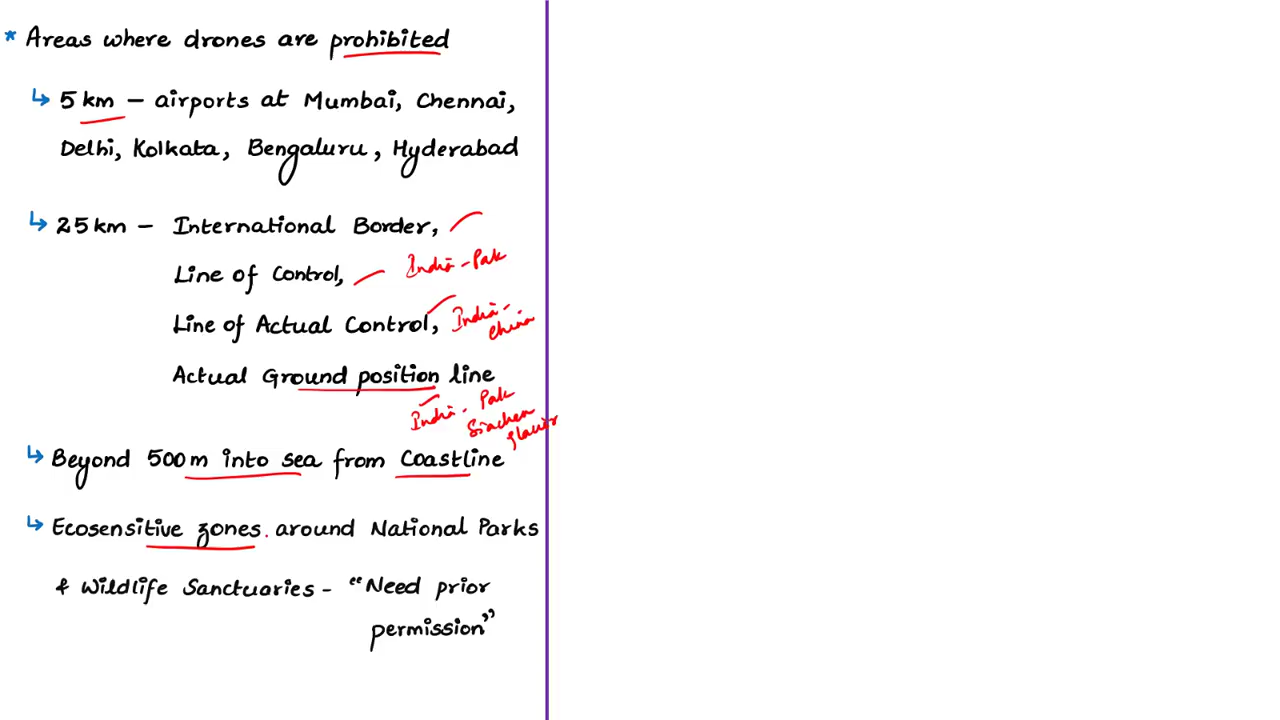 * Areas where drones are prohibited
↳ 5 km - airports at Mumbai, Chennai,
Delhi, Kolkata, Bengaluru, Hyderabad
↳ 25 km - International Border,
Line of Control, India - Pak
Line of Actual Control, India -
China
Actual Ground position line
India - Pak
Siachen
glacier
↳ Beyond 500 m into sea from Coastline
↳ Ecosensitive zones around National Parks
& Wildlife Sanctuaries - "Need prior
permission"